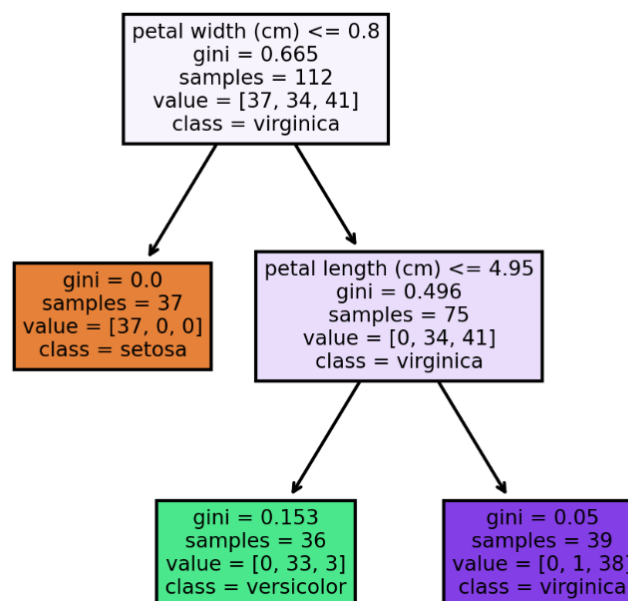 petal width (cm) <= 0.8
gini = 0.665
samples = 112
value = [37, 34, 41]
class = virginica
gini = 0.0
samples = 37
value = [37, 0, 0]
class = setosa
petal length (cm) <= 4.95
gini = 0.496
samples = 75
value = [0, 34, 41]
class = virginica
gini = 0.153
samples = 36
value = [0, 33, 3]
class = versicolor
gini = 0.05
samples = 39
value = [0, 1, 38]
class = virginica